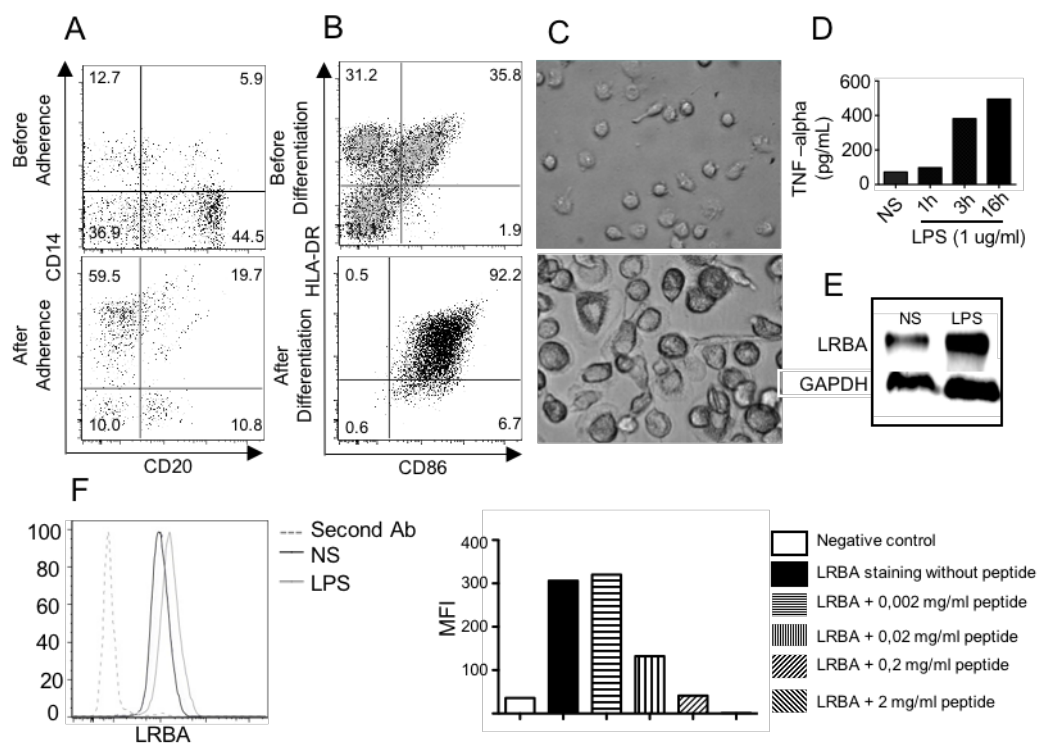 A
B
C
D
12.7
5.9
Before
Adherence
36.9
44.5
CD14
59.5
19.7
After
Adherence
10.0
10.8
CD20
31.2
35.8
Before
Differentiation
1.9
HLA-DR
0.5
92.2
After
Differentiation
0.6
6.7
CD86
TNF –alpha
(pg/mL)
600
400
200
0
NS
1h
3h
16h
LPS (1 ug/ml)
E
NS
LPS
LRBA
GAPDH
F
100
80
60
40
20
0
LRBA
Second Ab
NS
LPS
MFI
400
300
200
100
Negative control
LRBA staining without peptide
LRBA + 0,002 mg/ml peptide
LRBA + 0,02 mg/ml peptide
LRBA + 0,2 mg/ml peptide
LRBA + 2 mg/ml peptide